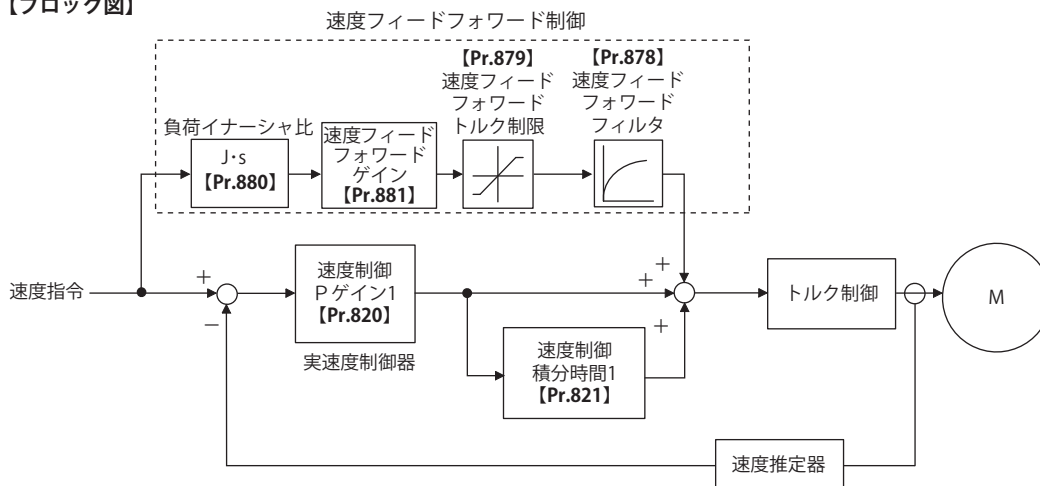 【ブロック図】
速度フィードフォワード制御
【Pr.879】
速度フィード
フォワード
トルク制限
【Pr.878】
速度フィード
フォワード
フィルタ
負荷イナーシャ比
J·s
【Pr.880】
速度フィード
フォワード
ゲイン
【Pr.881】
速度指令
+
−
速度制御
Pゲイン1
【Pr.820】
実速度制御器
速度制御
積分時間1
【Pr.821】
+
+
+
トルク制御
M
速度推定器